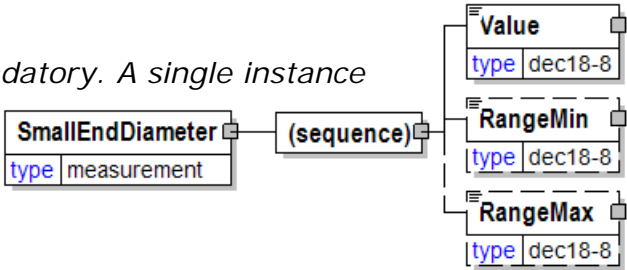 Value
type dec18-8
datory. A single instance
SmallEndDiameter
type measurement
(sequence)
RangeMin
type dec18-8
RangeMax
type dec18-8